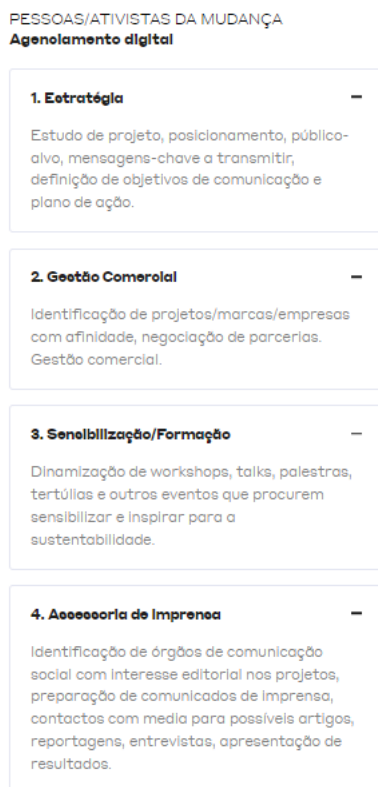 PESSOAS/ATIVISTAS DA MUDANÇA
Agenciamento digital
1. Estratégia
Estudo de projeto, posicionamento, público-
alvo, mensagens-chave a transmitir,
definição de objetivos de comunicação e
plano de ação.
2. Gestão Comercial
Identificação de projetos/marcas/empresas
com afinidade, negociação de parcerias.
Gestão comercial.
3. Sensibilização/Formação
Dinamização de workshops, talks, palestras,
tertúlias e outros eventos que procurem
sensibilizar e inspirar para a
sustentabilidade.
4. Assessoria de Imprensa
Identificação de órgãos de comunicação
social com interesse editorial nos projetos,
preparação de comunicados de imprensa,
contactos com media para possíveis artigos,
reportagens, entrevistas, apresentação de
resultados.